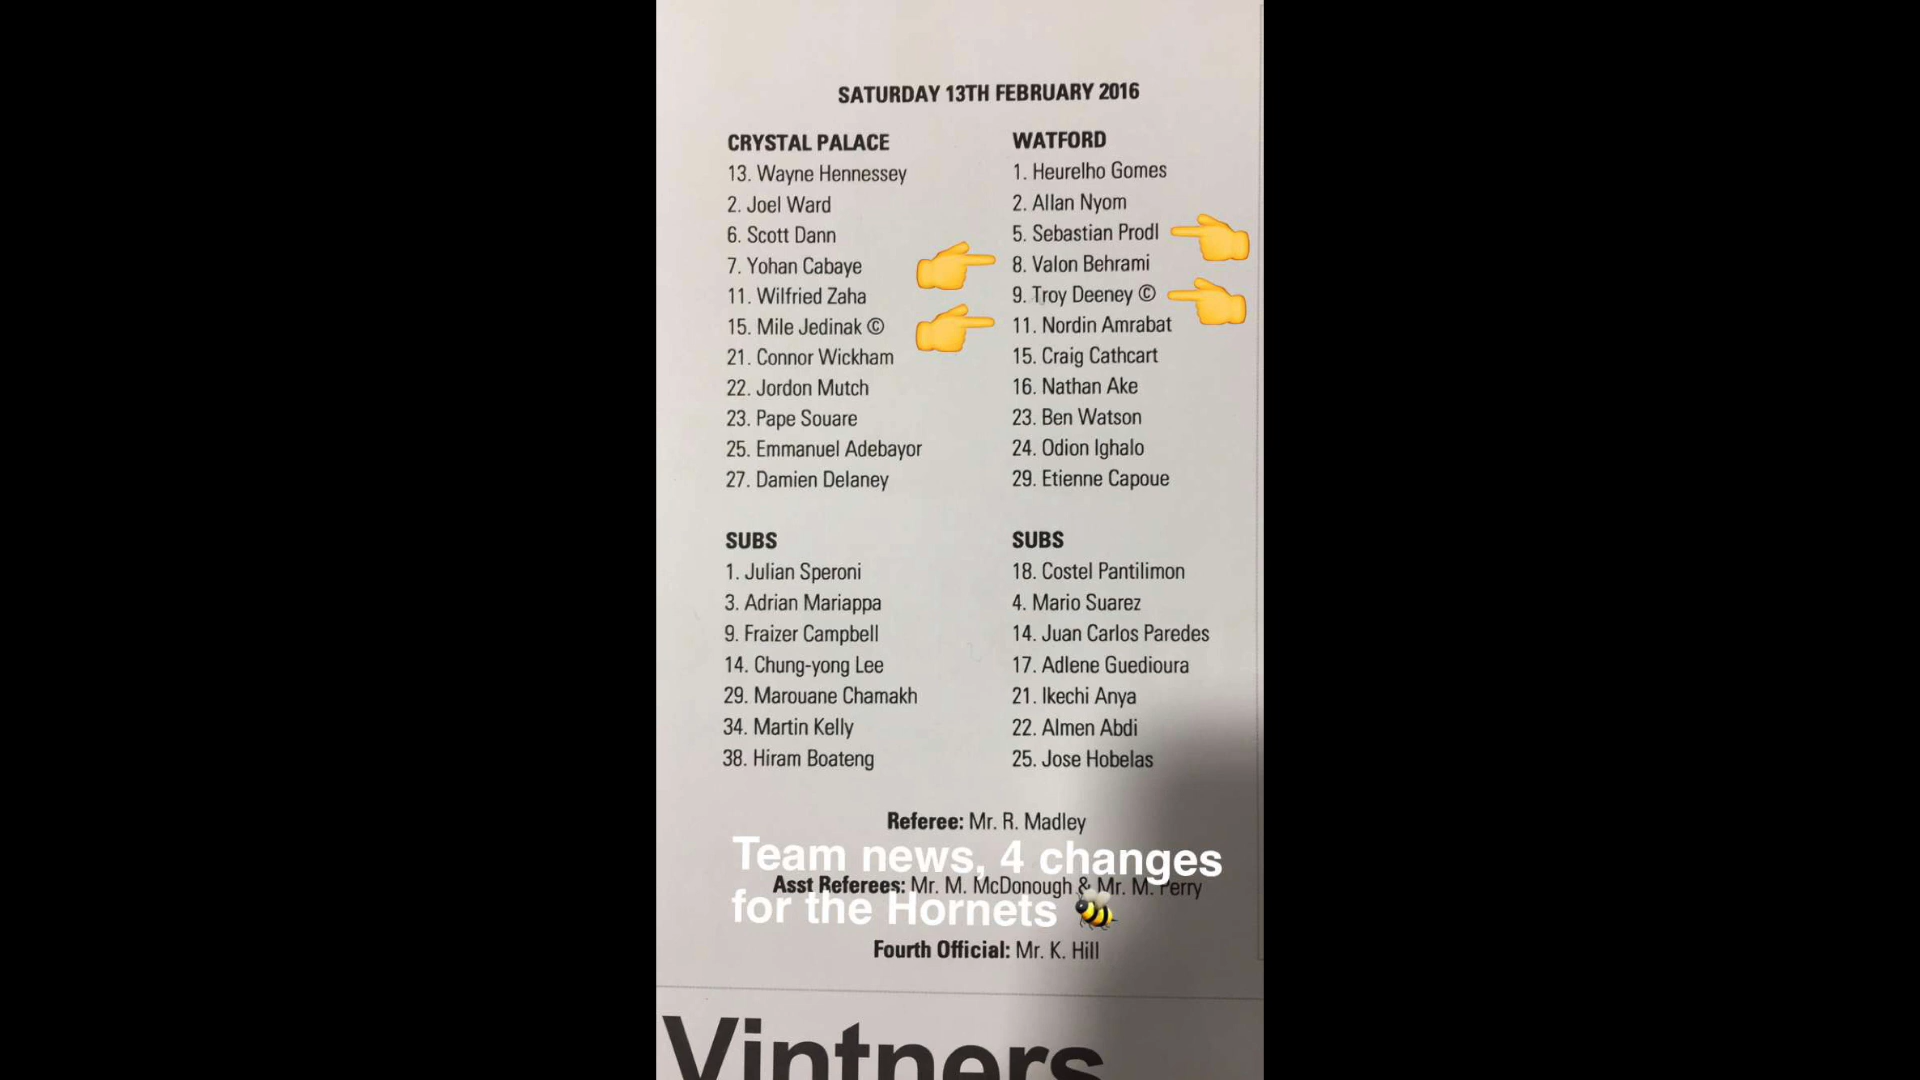 SATURDAY 13TH FEBRUARY 2016
CRYSTAL PALACE
13. Wayne Hennessey
2. Joel Ward
6. Scott Dann
7. Yohan Cabaye
11. Wilfried Zaha
15. Mile Jedinak ©
21. Connor Wickham
22. Jordon Mutch
23. Pape Souare
25. Emmanuel Adebayor
27. Damien Delaney
SUBS
1. Julian Speroni
3. Adrian Mariappa
9. Fraizer Campbell
14. Chung-yong Lee
29. Marouane Chamakh
34. Martin Kelly
38. Hiram Boateng
WATFORD
1. Heurelho Gomes
2. Allan Nyom
5. Sebastian Prodl
8. Valon Behrami
9. Troy Deeney ©
11. Nordin Amrabat
15. Craig Cathcart
16. Nathan Ake
23. Ben Watson
24. Odion Ighalo
29. Etienne Capoue
SUBS
18. Costel Pantilimon
4. Mario Suarez
14. Juan Carlos Paredes
17. Adlene Guedioura
21. Ikechi Anya
22. Almen Abdi
25. Jose Hobelas
Referee: Mr. R. Madley
Team news, 4 changes
Asst Referees: Mr. M. McDonough & Mr. M. Perry
for the Hornets 🐝
Fourth Official: Mr. K. Hill
Vintners